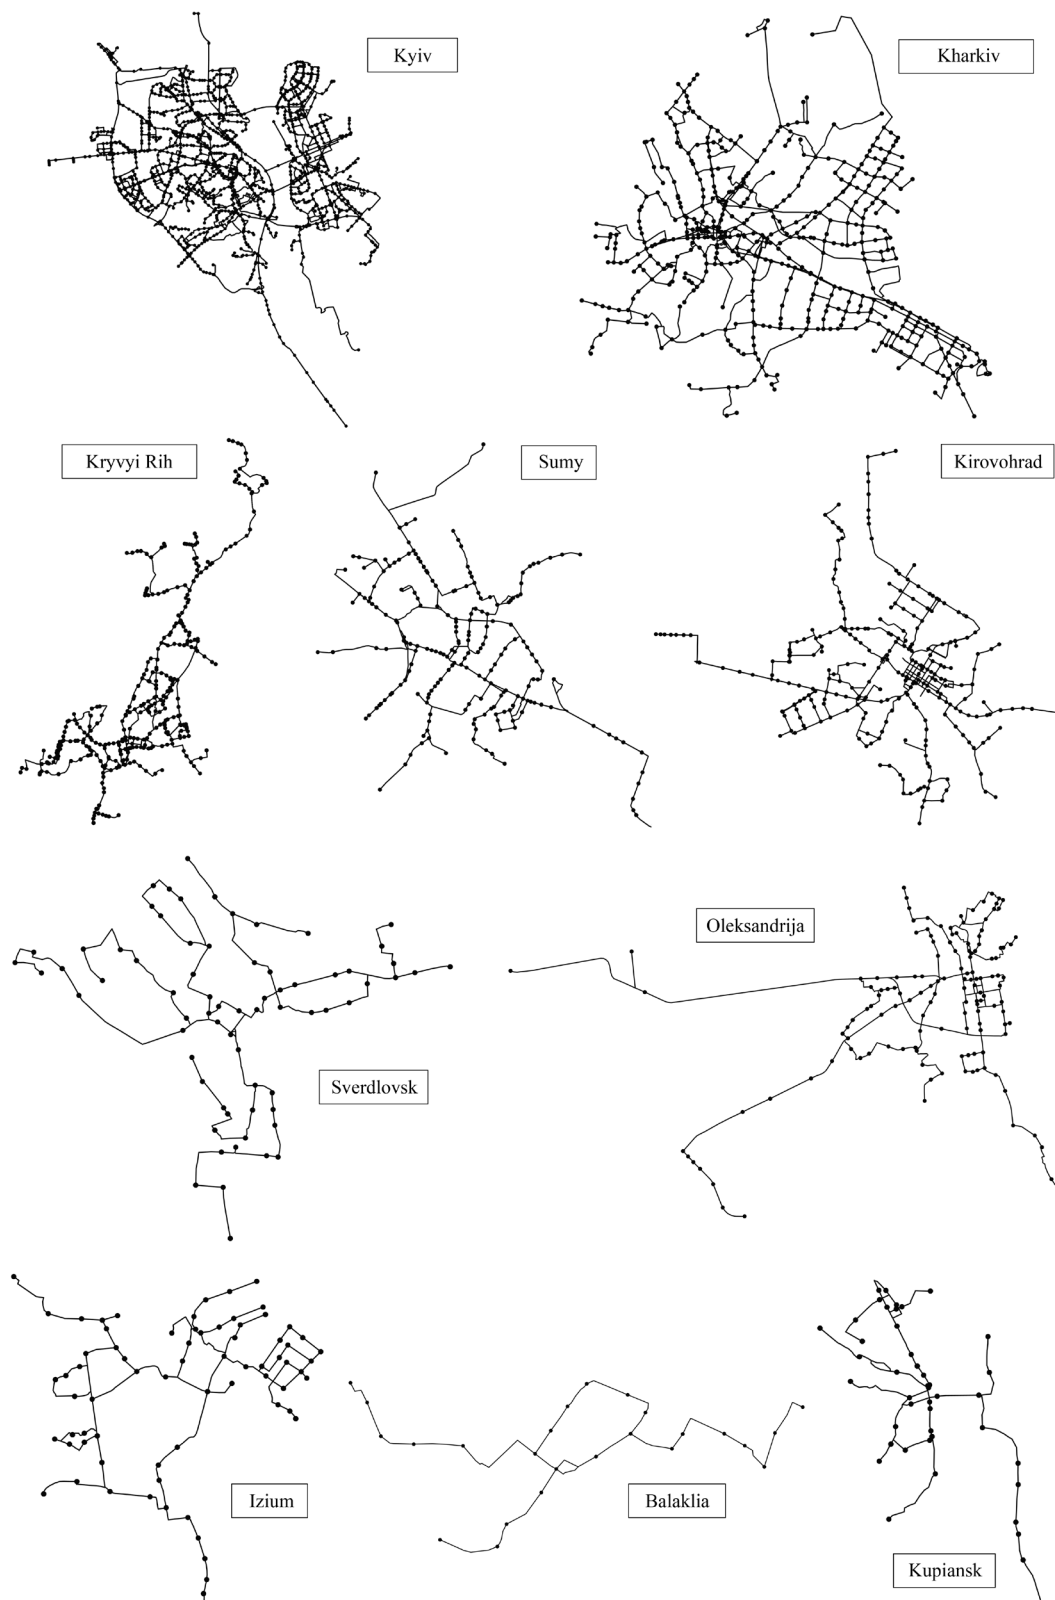 Kyiv
Kharkiv
Kryvyi Rih
Sumy
Kirovohrad
Oleksandrija
Sverdlovsk
Izium
Balaklia
Kupiansk